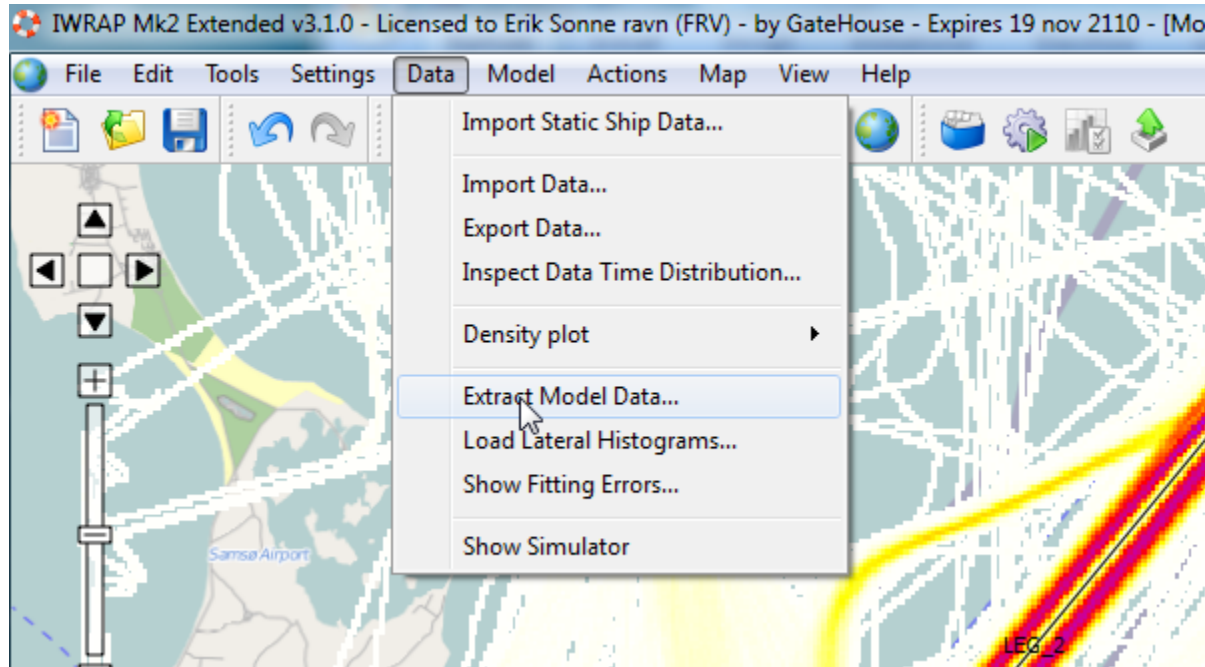 IWRAP Mk2 Extended v3.1.0 - Licensed to Erik Sonne ravn (FRV) - by GateHouse - Expires 19 nov 2110 - [Mo
File Edit Tools Settings Data Model Actions Map View Help
Import Static Ship Data...
Import Data...
Export Data...
Inspect Data Time Distribution...
Density plot
Extract Model Data...
Load Lateral Histograms...
Show Fitting Errors...
Show Simulator
Samsø Airport
LEG_2